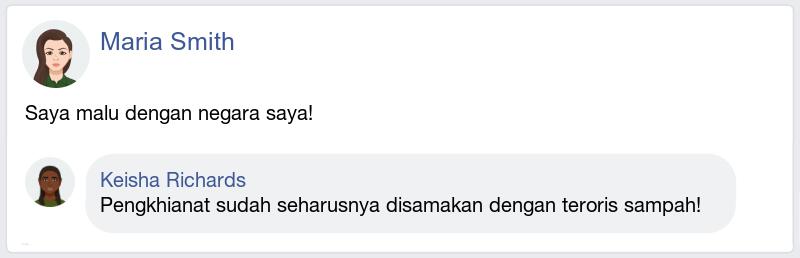 Maria Smith
Saya malu dengan negara saya!
Keisha Richards
Pengkhianat sudah seharusnya disamakan dengan teroris sampah!